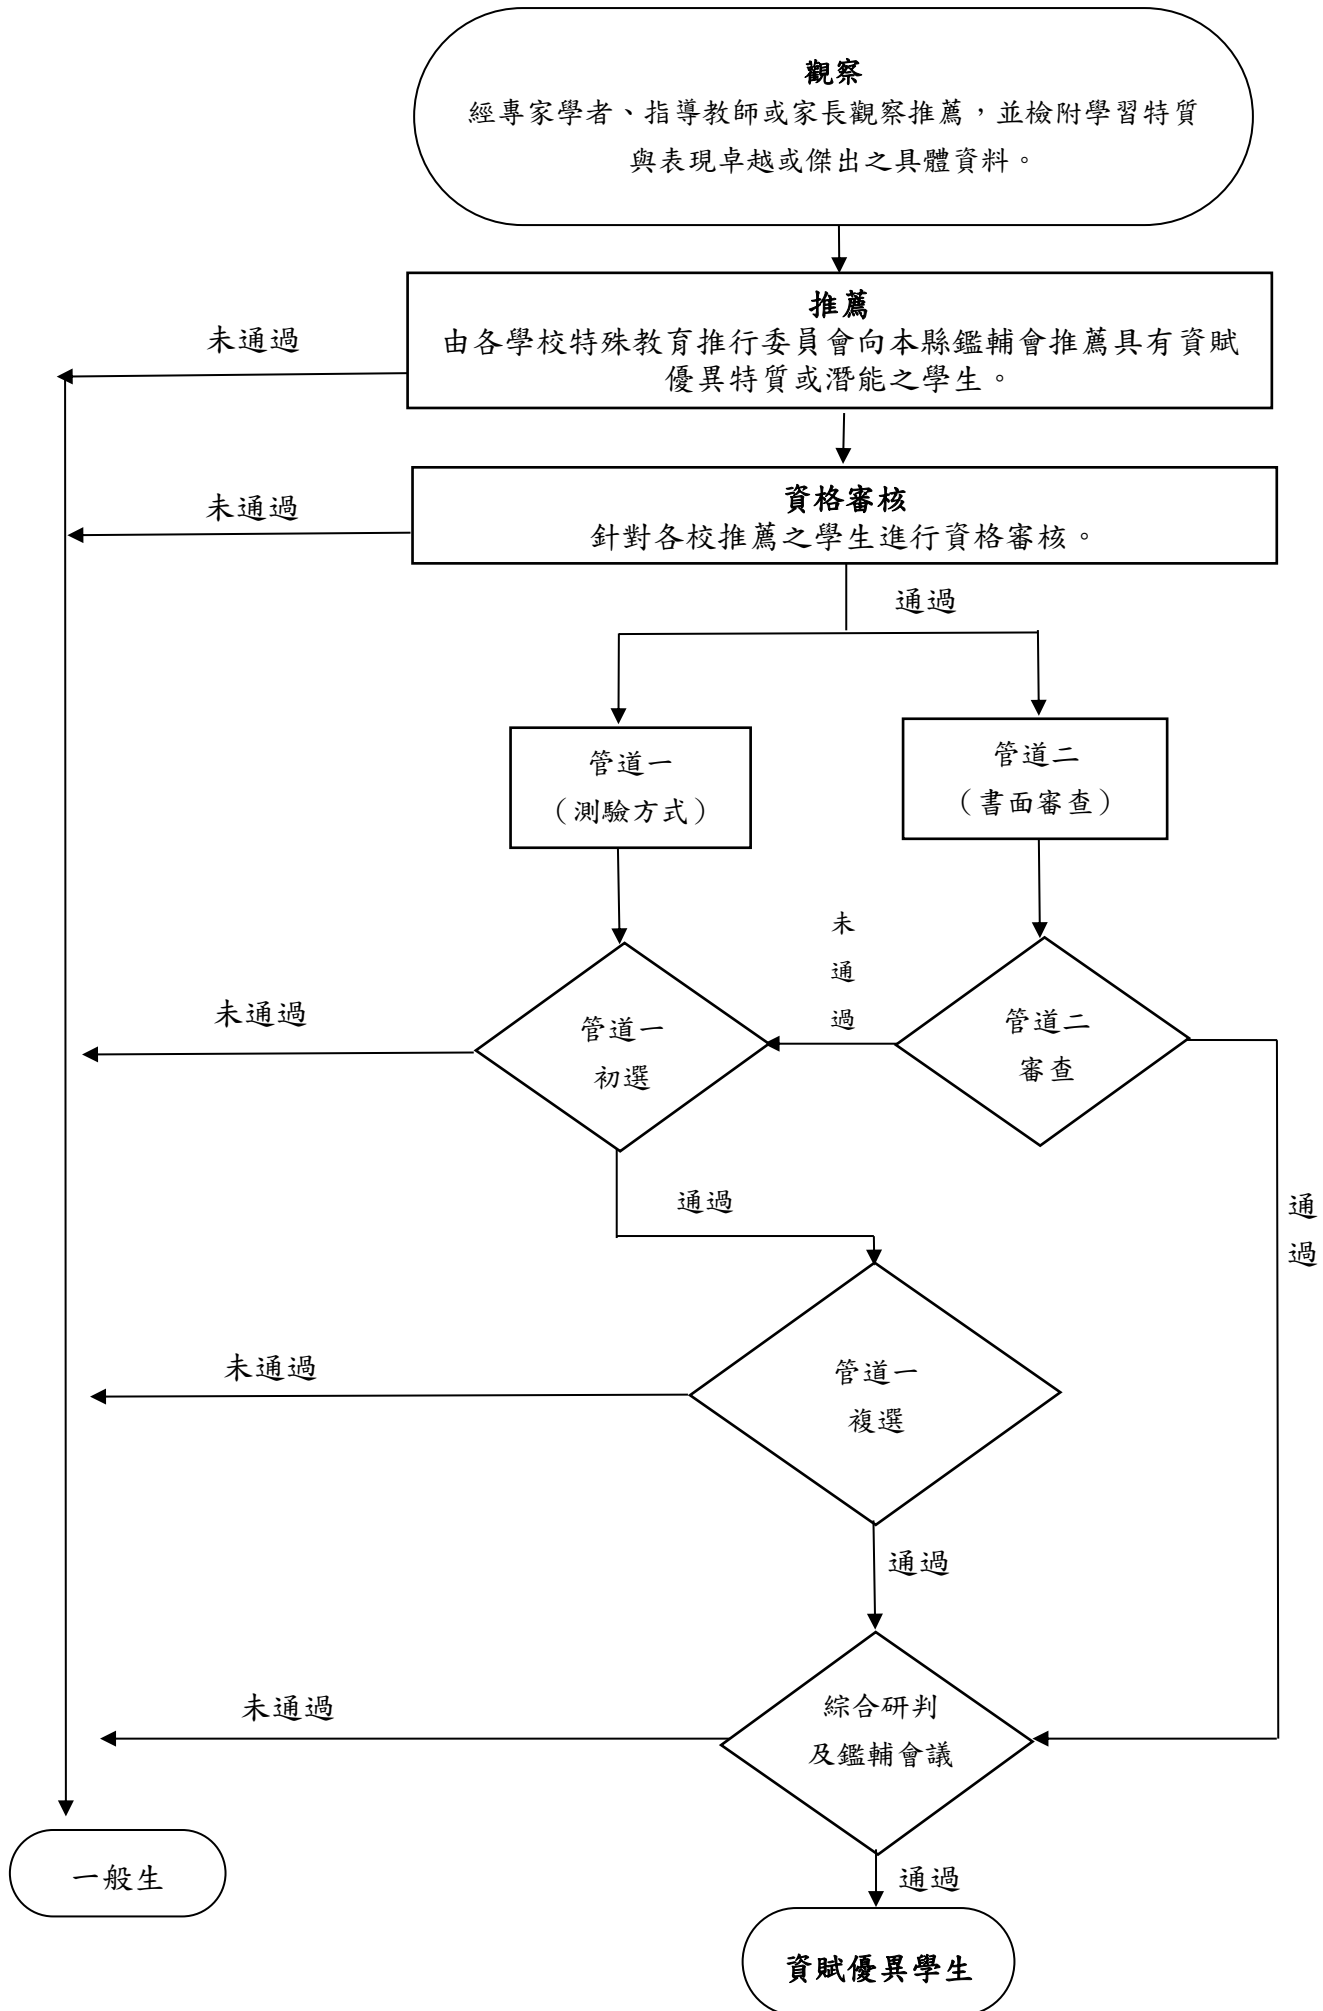 觀察
經專家學者、指導教師或家長觀察推薦，並檢附學習特質
與表現卓越或傑出之具體資料。
推薦
由各學校特殊教育推行委員會向本縣鑑輔會推薦具有資賦
優異特質或潛能之學生。
未通過
資格審核
針對各校推薦之學生進行資格審核。
未通過
通過
管道一
（測驗方式）
管道二
（書面審查）
未
通
過
管道一
初選
管道二
審查
未通過
通過
通
過
管道一
複選
未通過
通過
綜合研判
及鑑輔會議
未通過
一般生
通過
資賦優異學生